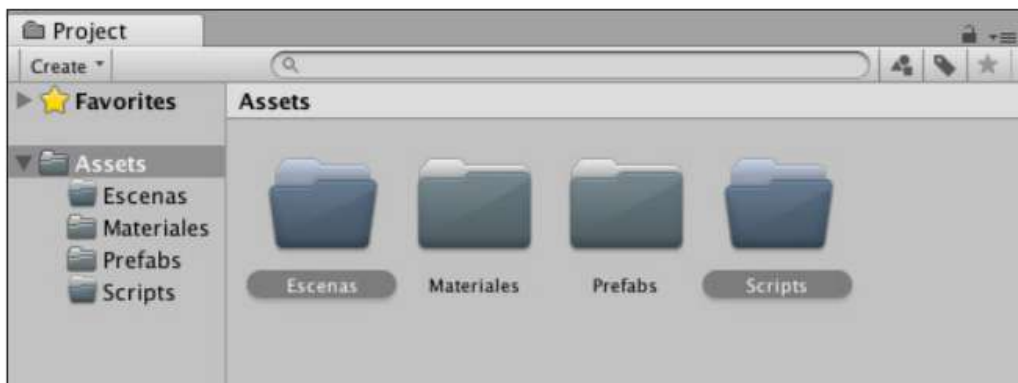 Project
Create
Favorites
Assets
Escenas
Materiales
Prefabs
Scripts
Assets
Escenas Materiales Prefabs Scripts